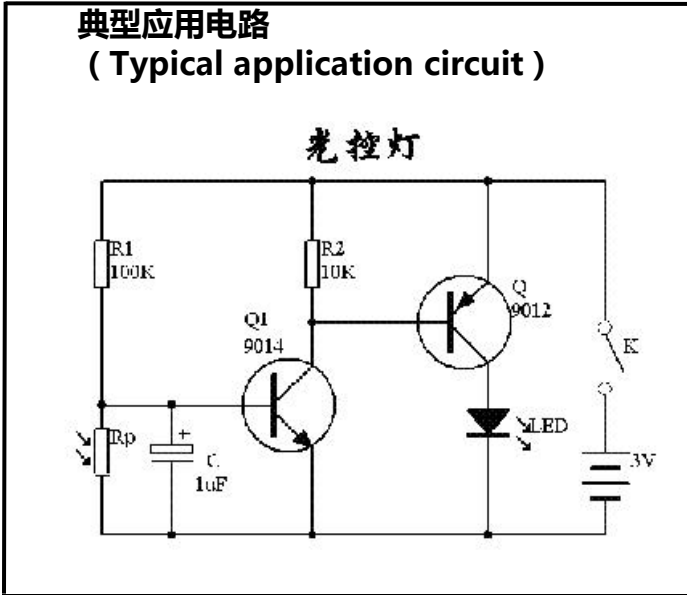 典型应用电路
（Typical application circuit）
光控灯
R1
100K
R2
10K
Q
9012
Q1
9014
K
Rp
+
C
1uF
LED
3V